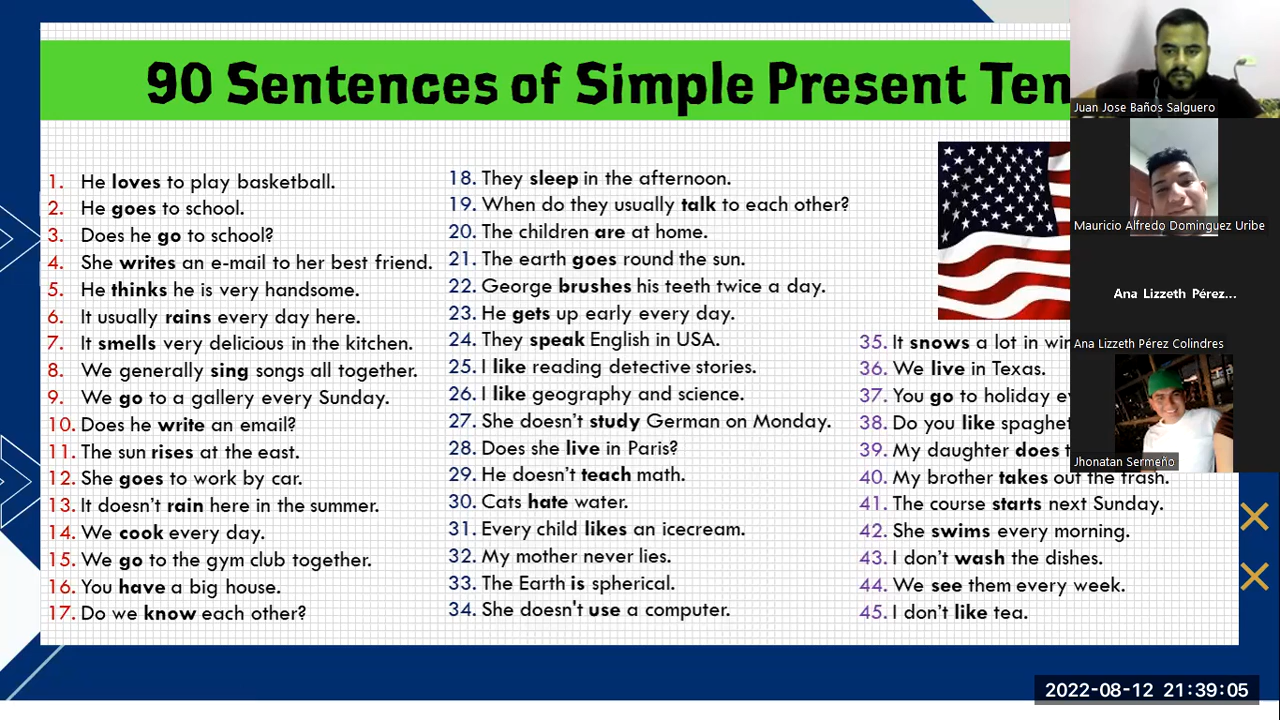 90 Sentences of Simple Present Ten
1. He loves to play basketball.
2. He goes to school.
3. Does he go to school?
4. She writes an e-mail to her best friend.
5. He thinks he is very handsome.
6. It usually rains every day here.
7. It smells very delicious in the kitchen.
8. We generally sing songs all together.
9. We go to a gallery every Sunday.
10. Does he write an email?
11. The sun rises at the east.
12. She goes to work by car.
13. It doesn't rain here in the summer.
14. We cook every day.
15. We go to the gym club together.
16. You have a big house.
17. Do we know each other?
18. They sleep in the afternoon.
19. When do they usually talk to each other?
20. The children are at home.
21. The earth goes round the sun.
22. George brushes his teeth twice a day.
23. He gets up early every day.
24. They speak English in USA.
25. I like reading detective stories.
26. I like geography and science.
27. She doesn't study German on Monday.
28. Does she live in Paris?
29. He doesn't teach math.
30. Cats hate water.
31. Every child likes an icecream.
32. My mother never lies.
33. The Earth is spherical.
34. She doesn't use a computer.
35. It snows a lot in win
36. We live in Texas.
37. You go to holiday ev
38. Do you like spaghet
39. My daughter does t
40. My brother takes out the trash.
41. The course starts next Sunday.
42. She swims every morning.
43. I don't wash the dishes.
44. We see them every week.
45. I don't like tea.
Juan Jose Baños Salguero
Mauricio Alfredo Dominguez Uribe
Ana Lizzeth Pérez...
Ana Lizzeth Pérez Colindres
Jhonatan Sermeño
2022-08-12 21:39:05